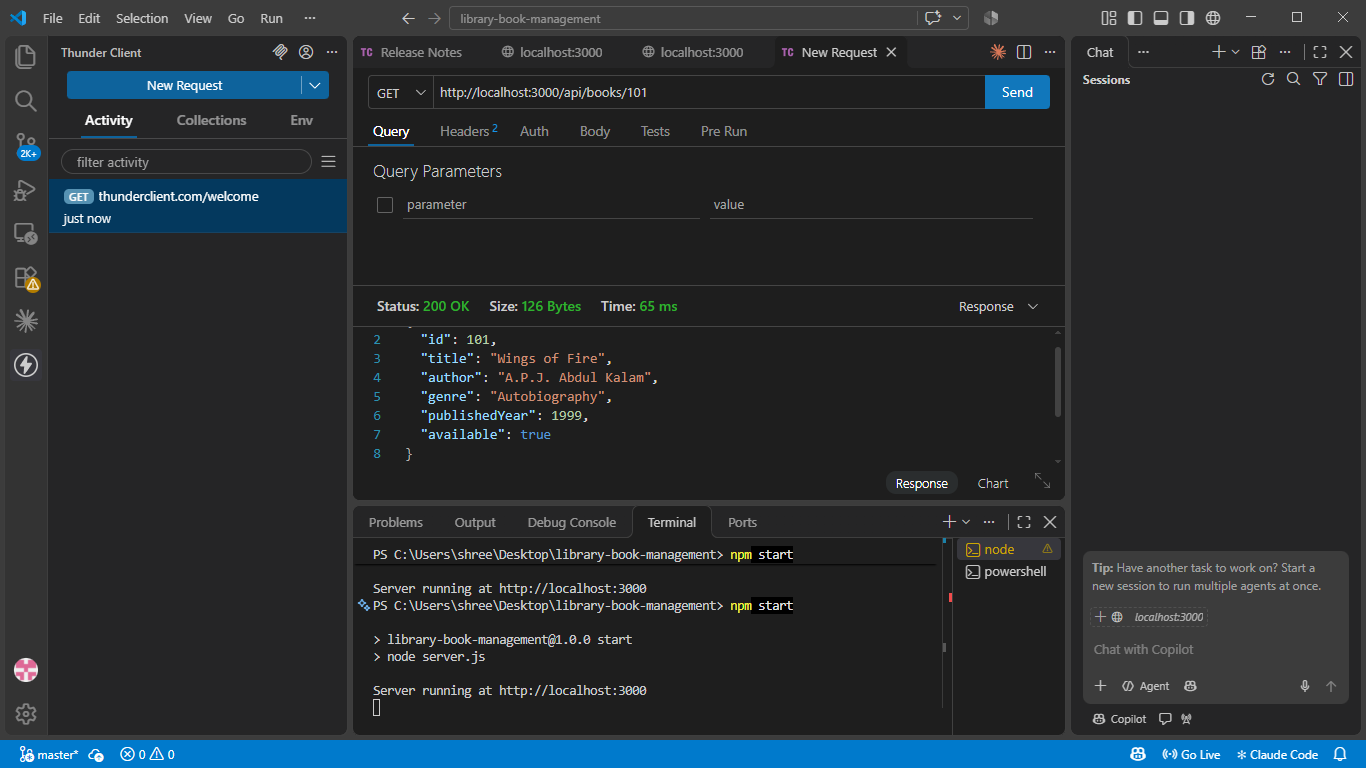 File Edit Selection View Go Run ···
library-book-management
Thunder Client
New Request
Activity Collections Env
filter activity
GET thunderclient.com/welcome
just now
2K+
TC Release Notes
localhost:3000
localhost:3000
TC New Request
GET http://localhost:3000/api/books/101 Send
Query Headers 2 Auth Body Tests Pre Run
Query Parameters
parameter value
Status: 200 OK Size: 126 Bytes Time: 65 ms Response
2 "id": 101,
3 "title": "Wings of Fire",
4 "author": "A.P.J. Abdul Kalam",
5 "genre": "Autobiography",
6 "publishedYear": 1999,
7 "available": true
8 }
Response Chart
Problems Output Debug Console Terminal Ports
PS C:\Users\shree\Desktop\library-book-management> npm start
Server running at http://localhost:3000
PS C:\Users\shree\Desktop\library-book-management> npm start
> library-book-management@1.0.0 start
> node server.js
Server running at http://localhost:3000
node
powershell
Chat
Sessions
Tip: Have another task to work on? Start a
new session to run multiple agents at once.
localhost:3000
Chat with Copilot
Agent
Copilot
master* 0 0 Go Live Claude Code